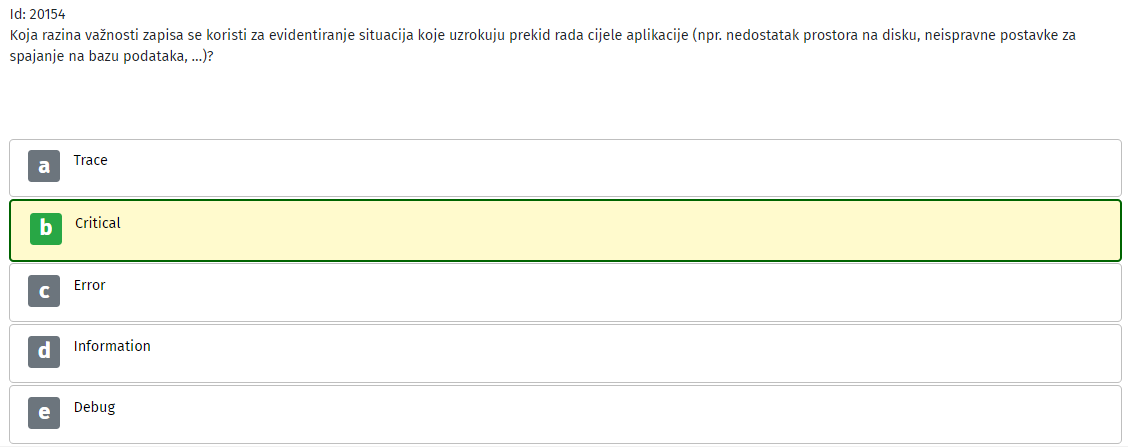 Id: 20154
Koja razina važnosti zapisa se koristi za evidentiranje situacija koje uzrokuju prekid rada cijele aplikacije (npr. nedostatak prostora na disku, neispravne postavke za
spajanje na bazu podataka, ...)?
a Trace
b Critical
c Error
d Information
e Debug